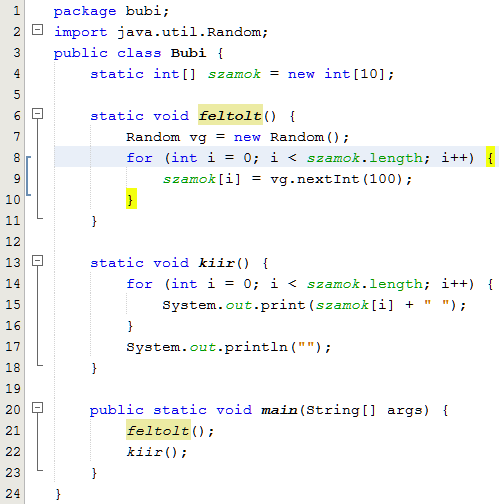 1 package bubi;
2 import java.util.Random;
3 public class Bubi {
4     static int[] szamok = new int[10];
5
6     static void feltolt() {
7         Random vg = new Random();
8         for (int i = 0; i < szamok.length; i++) {
9             szamok[i] = vg.nextInt(100);
10         }
11     }
12
13     static void kiir() {
14         for (int i = 0; i < szamok.length; i++) {
15             System.out.print(szamok[i] + " ");
16         }
17         System.out.println("");
18     }
19
20     public static void main(String[] args) {
21         feltolt();
22         kiir();
23     }
24 }